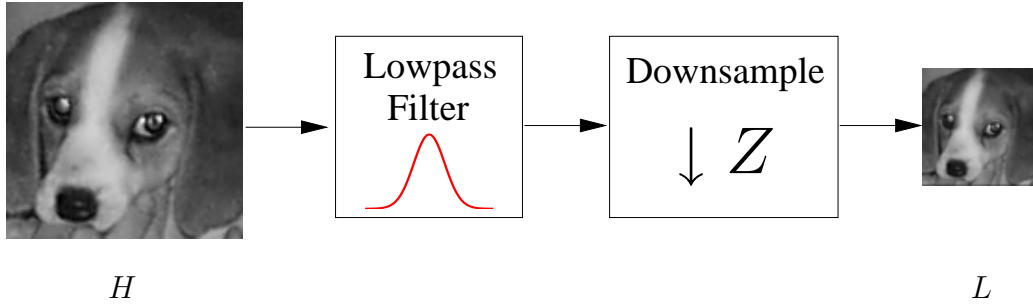 Lowpass
Filter
Downsample
↓ Z
H
L